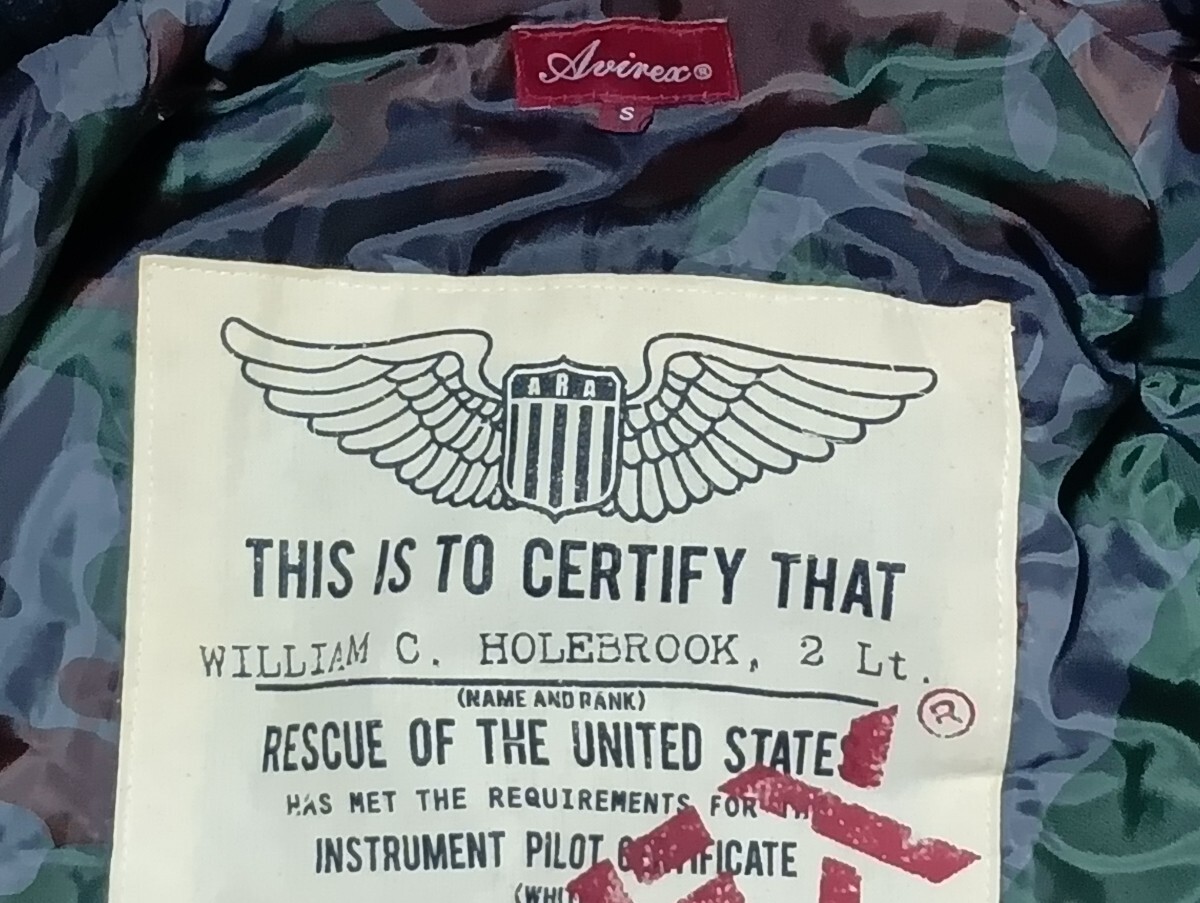 Avirex®
S
ARA
THIS IS TO CERTIFY THAT
WILLIAM C. HOLEBROOK, 2 Lt.
(NAME AND RANK)
®
RESCUE OF THE UNITED STATES
HAS MET THE REQUIREMENTS FOR
INSTRUMENT PILOT CERTIFICATE